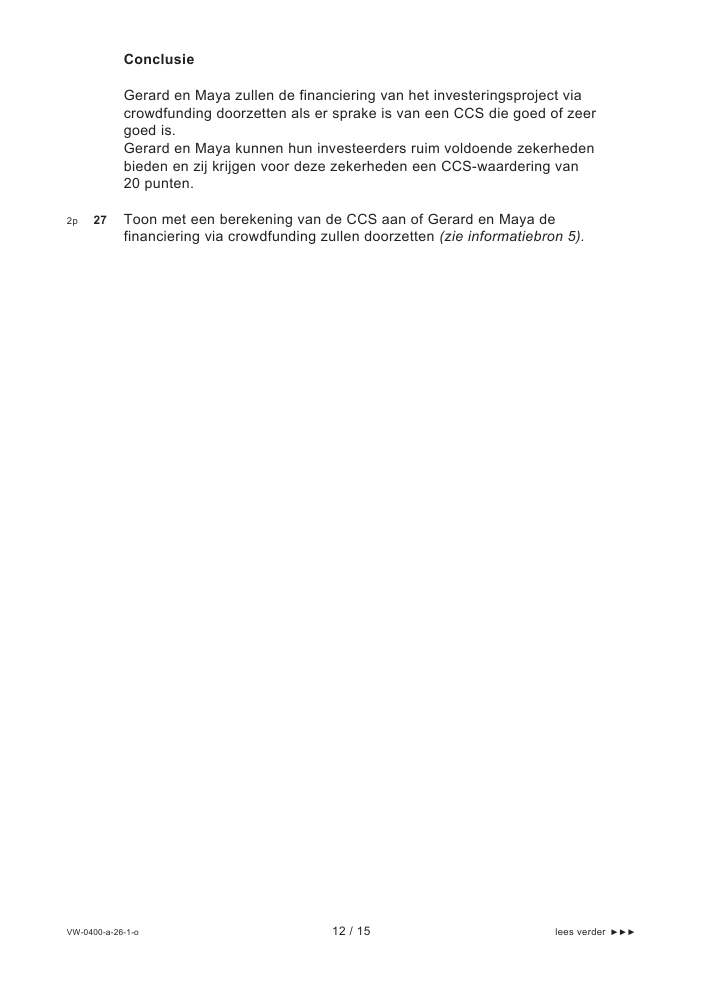 Conclusie
Gerard en Maya zullen de financiering van het investeringsproject via
crowdfunding doorzetten als er sprake is van een CCS die goed of zeer
goed is.
Gerard en Maya kunnen hun investeerders ruim voldoende zekerheden
bieden en zij krijgen voor deze zekerheden een CCS-waardering van
20 punten.
2p 27 Toon met een berekening van de CCS aan of Gerard en Maya de
financiering via crowdfunding zullen doorzetten (zie informatiebron 5).
VW-0400-a-26-1-o 12 / 15 lees verder ►►►